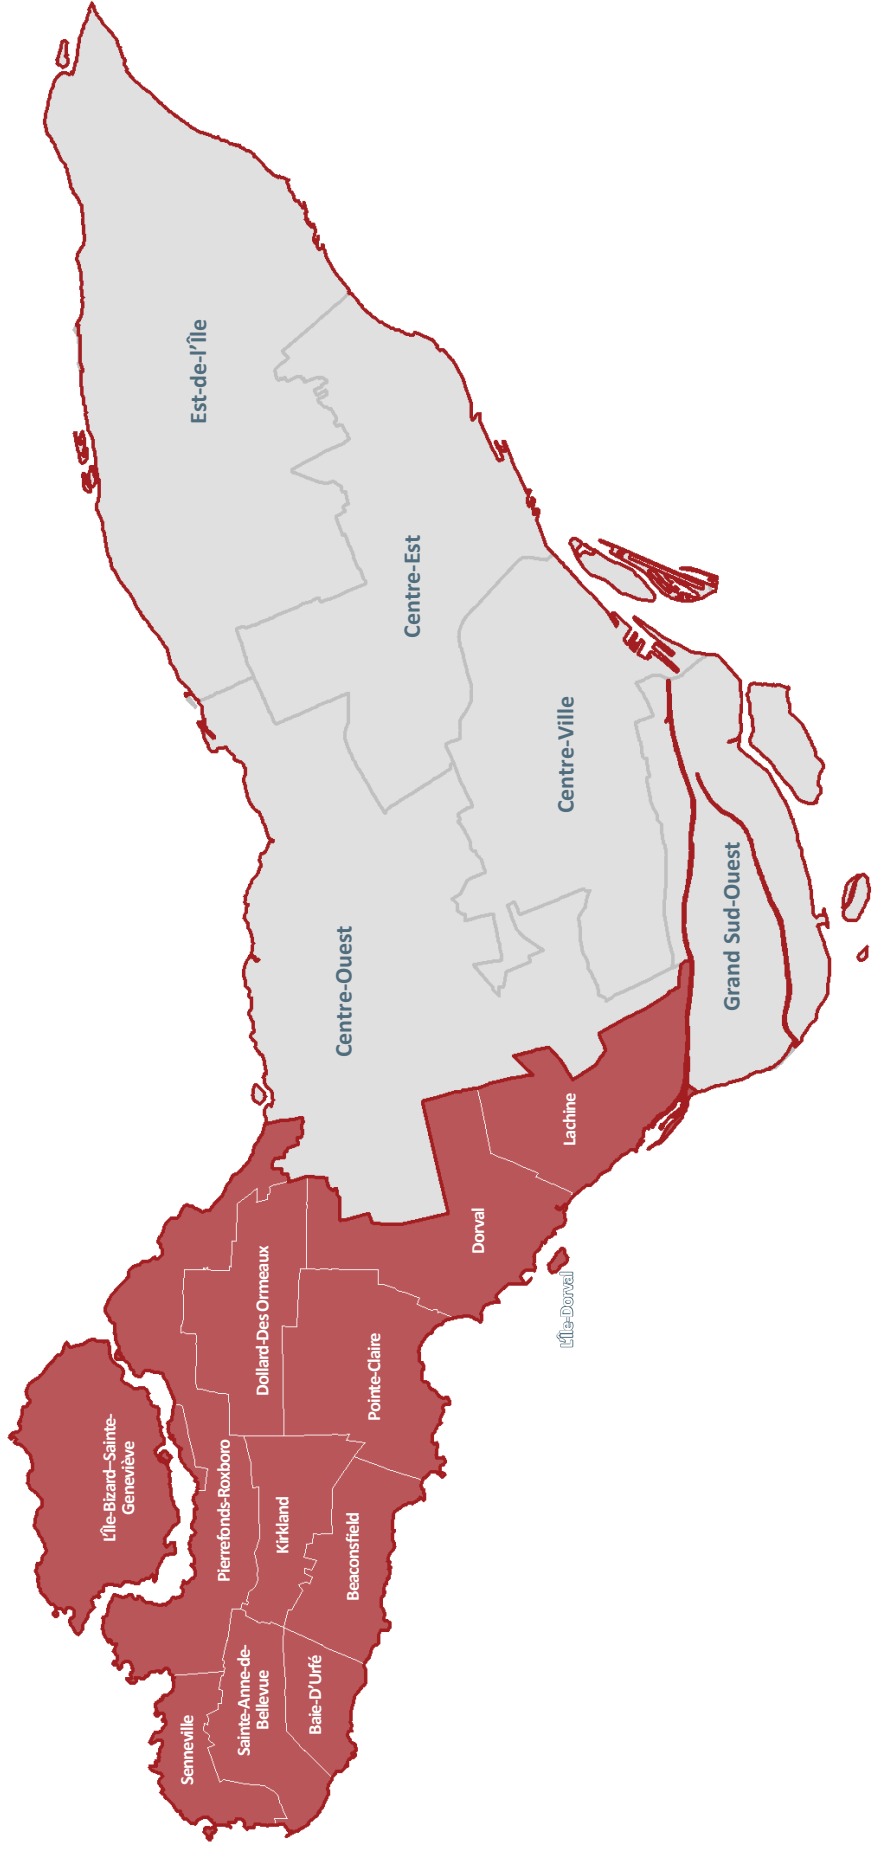 L'Île-Bizard–Sainte-
Geneviève
Pierrefonds-Roxboro
Senneville
Sainte-Anne-de-
Bellevue
Baie-D'Urfé
Kirkland
Beaconsfield
Dollard-Des Ormeaux
Pointe-Claire
Dorval
L'Île-Dorval
Lachine
Centre-Ouest
Grand Sud-Ouest
Centre-Ville
Centre-Est
Est-de-l'Île